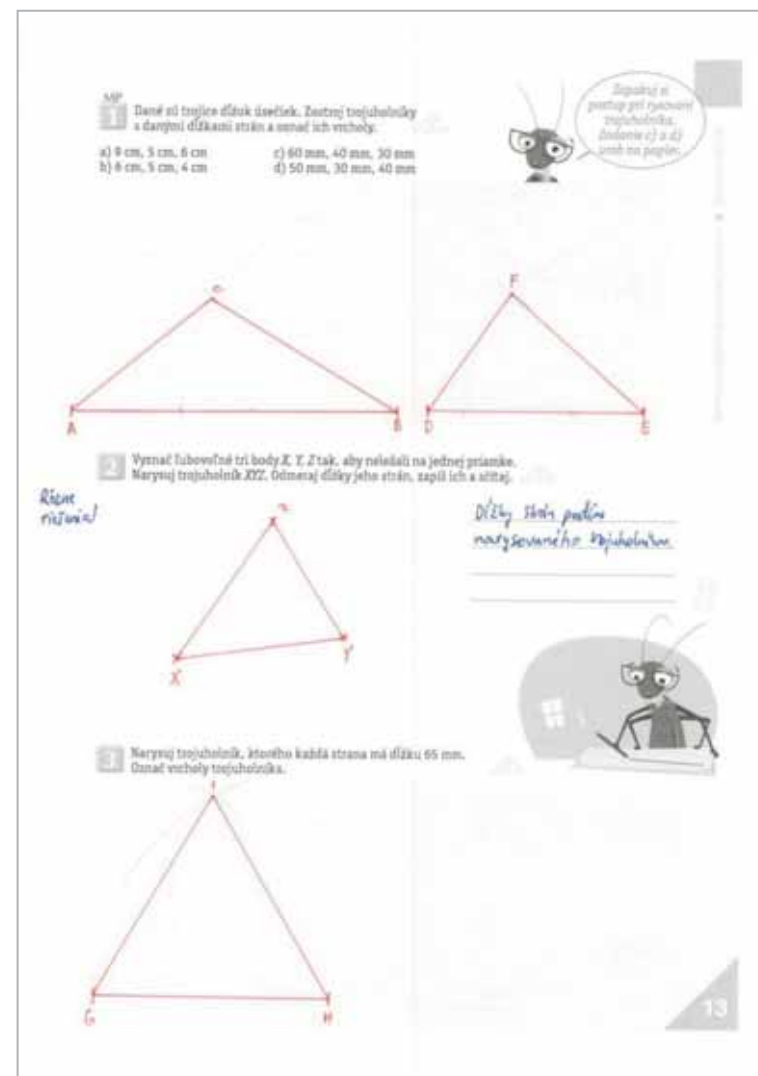 MP
1 Dané sú trojice dĺžok úsečiek. Zostroj trojuholníky
s danými dĺžkami strán a označ ich vrcholy.
a) 9 cm, 5 cm, 6 cm
b) 6 cm, 5 cm, 4 cm
c) 60 mm, 40 mm, 30 mm
d) 50 mm, 30 mm, 40 mm
Zopakuj si
postup pri rysovaní
trojuholníka.
Zadanie c) a d)
urob na papier.
C
A
B
F
D
E
2 Vyznač ľubovoľné tri body X, Y, Z tak, aby neležali na jednej priamke.
Narysuj trojuholník XYZ. Odmeraj dĺžky jeho strán, zapíš ich a sčítaj.
Rôzne
riešenia!
Dĺžky strán podľa
narysovaného trojuholníka
Z
X
Y
3 Narysuj trojuholník, ktorého každá strana má dĺžku 65 mm.
Označ vrcholy trojuholníka.
I
G
H
13